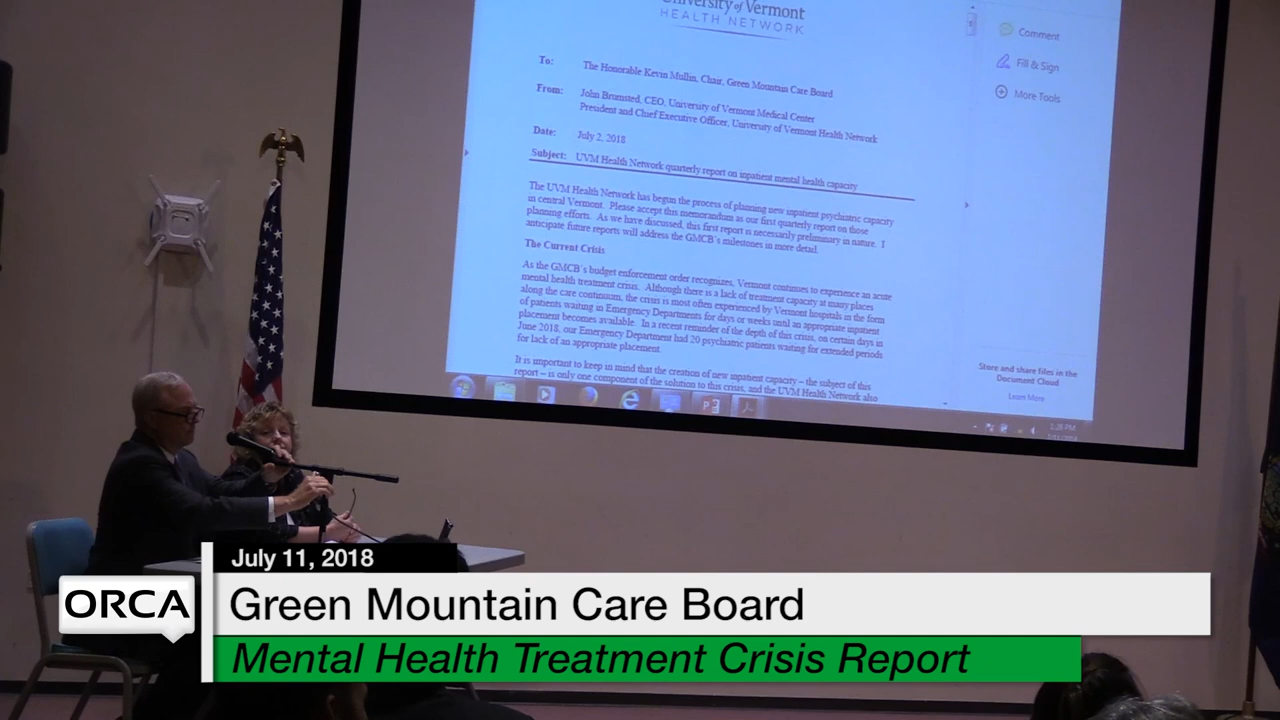 University of Vermont
HEALTH NETWORK
Comment
Fill & Sign
More Tools
To: The Honorable Kevin Mullin, Chair, Green Mountain Care Board
From: John Brumsted, CEO, University of Vermont Medical Center
President and Chief Executive Officer, University of Vermont Health Network
Date: July 2, 2018
Subject: UVM Health Network quarterly report on inpatient mental health capacity
The UVM Health Network has begun the process of planning new inpatient psychiatric capacity
in central Vermont. Please accept this memorandum as our first quarterly report on those
planning efforts. As we have discussed, this first report is necessarily preliminary in nature. I
anticipate future reports will address the GMCB's milestones in more detail.
The Current Crisis
As the GMCB's budget enforcement order recognizes, Vermont continues to experience an acute
mental health treatment crisis. Although there is a lack of treatment capacity at many places
along the care continuum, the crisis is most often experienced by Vermont hospitals in the form
of patients waiting in Emergency Departments for days or weeks until an appropriate inpatient
placement becomes available. In a recent reminder of the depth of this crisis, on certain days in
June 2018, our Emergency Department had 20 psychiatric patients waiting for extended periods
for lack of an appropriate placement.
It is important to keep in mind that the creation of new inpatient capacity – the subject of this
report – is only one component of the solution to this crisis, and the UVM Health Network also
Store and share files in the
Document Cloud
Learn More
1:28 PM
July 11, 2018
ORCA
Green Mountain Care Board
Mental Health Treatment Crisis Report